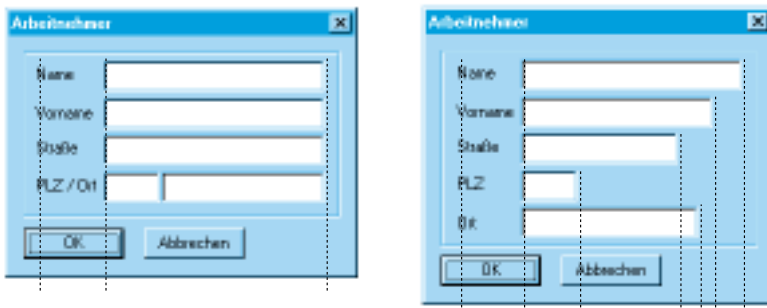 Arbeitnehmer
Name
Vorname
Straße
PLZ / Ort
OK Abbrechen
Arbeitnehmer
Name
Vorname
Straße
PLZ
Ort
OK Abbrechen